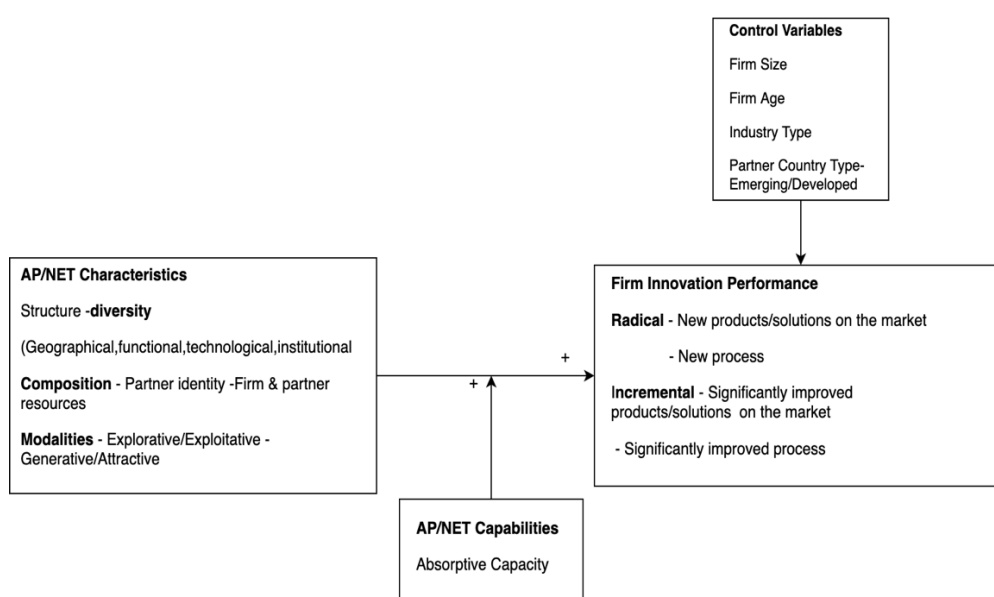 Control Variables
Firm Size
Firm Age
Industry Type
Partner Country Type-
Emerging/Developed
AP/NET Characteristics
Structure -diversity
(Geographical,functional,technological,institutional
Composition - Partner identity -Firm & partner
resources
Modalities - Explorative/Exploitative -
Generative/Attractive
+
+
Firm Innovation Performance
Radical - New products/solutions on the market
- New process
Incremental - Significantly improved
products/solutions on the market
- Significantly improved process
AP/NET Capabilities
Absorptive Capacity